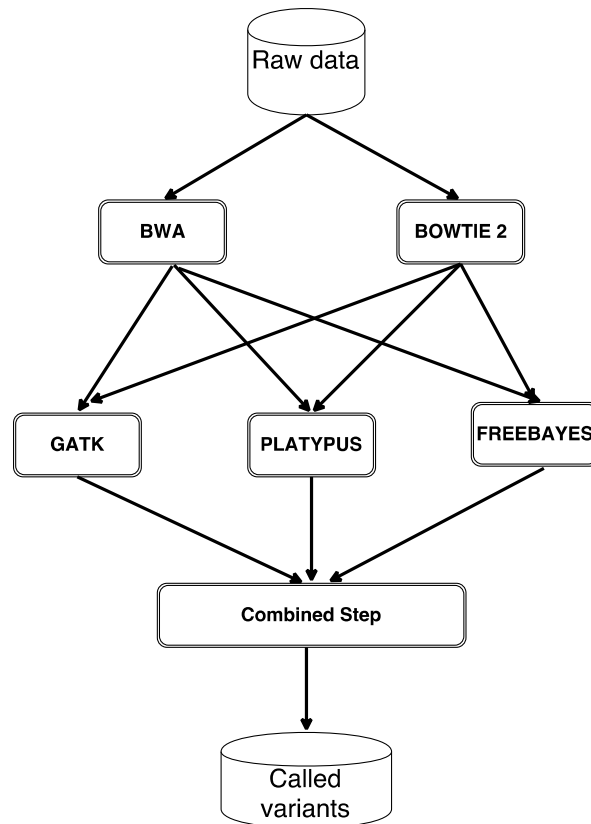 Raw data
BWA
BOWTIE 2
GATK
PLATYPUS
FREEBAYES
Combined Step
Called
variants